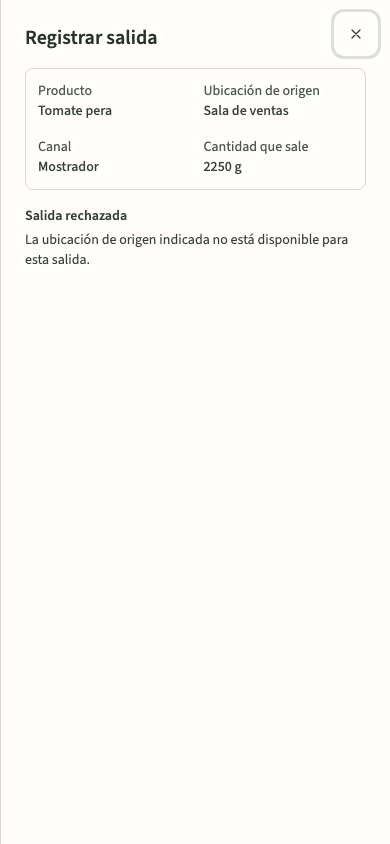 Registrar salida
Producto
Tomate pera
Ubicación de origen
Sala de ventas
Canal
Mostrador
Cantidad que sale
2250 g
Salida rechazada
La ubicación de origen indicada no está disponible para
esta salida.